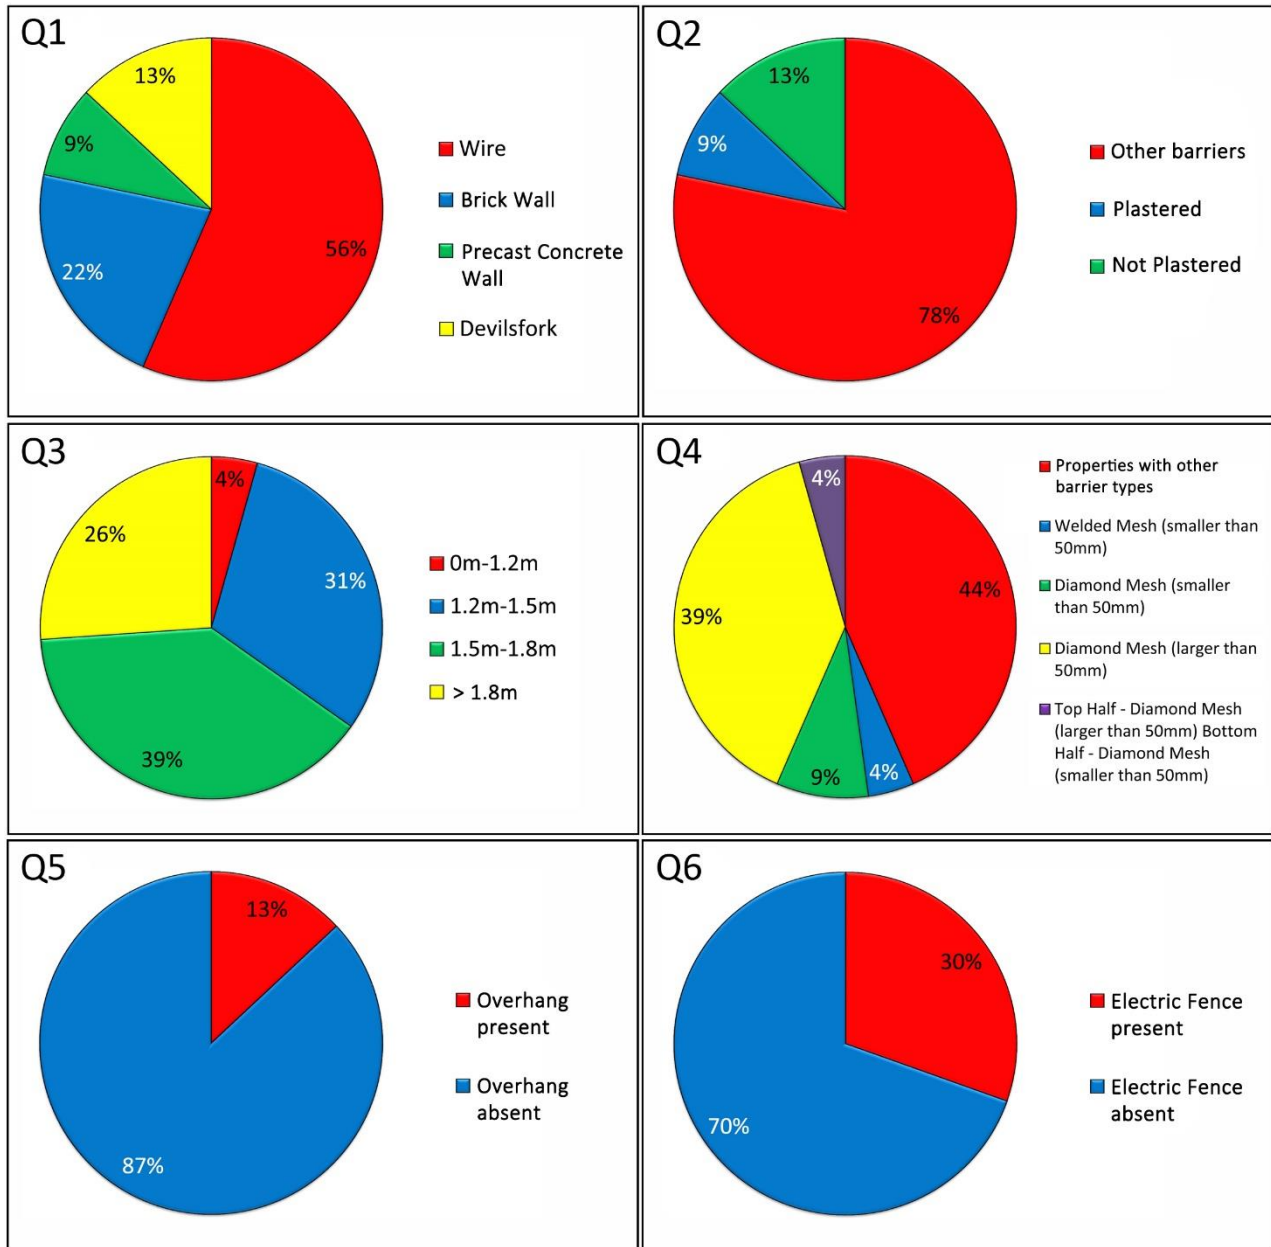 Q1
13%
9%
22%
56%
Wire
Brick Wall
Precast Concrete
Wall
Devilsfork
Q2
13%
9%
78%
Other barriers
Plastered
Not Plastered
Q3
4%
26%
31%
39%
0m-1.2m
1.2m-1.5m
1.5m-1.8m
> 1.8m
Q4
4%
44%
39%
9%
4%
Properties with other
barrier types
Welded Mesh (smaller than
50mm)
Diamond Mesh (smaller
than 50mm)
Diamond Mesh (larger than
50mm)
Top Half - Diamond Mesh
(larger than 50mm) Bottom
Half - Diamond Mesh
(smaller than 50mm)
Q5
13%
87%
Overhang
present
Overhang
absent
Q6
30%
70%
Electric Fence
present
Electric Fence
absent